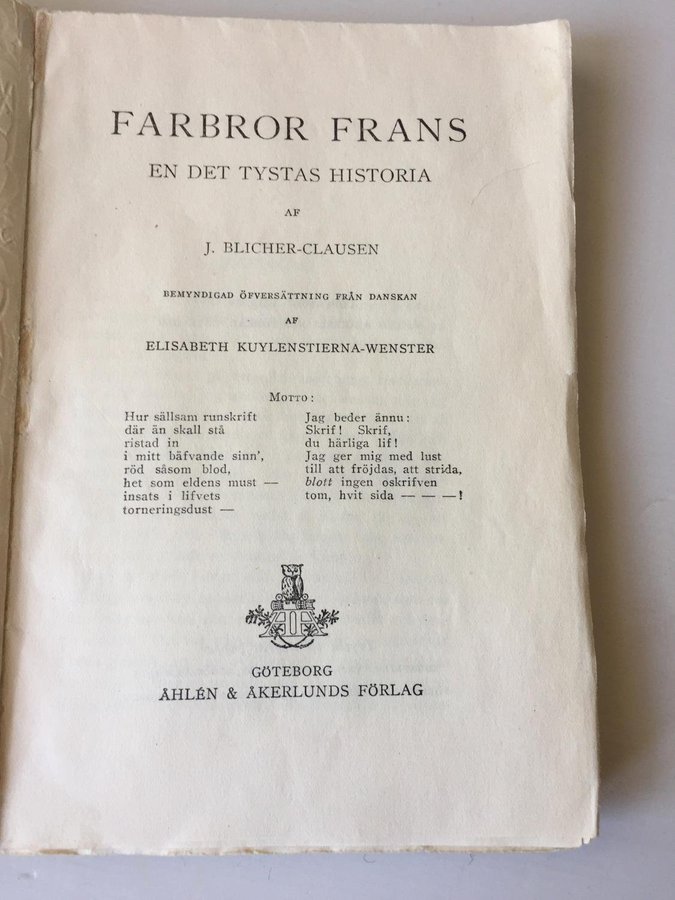 FARBROR FRANS
EN DET TYSTAS HISTORIA
AF
J. BLICHER-CLAUSEN
BEMYNDIGAD ÖFVERSÄTTNING FRÅN DANSKAN
AF
ELISABETH KUYLENSTIERNA-WENSTER
MOTTO:
Hur sällsam runskrift
där än skall stå
ristad in
i mitt bäfvande sinn',
röd såsom blod,
het som eldens must —
insats i lifvets
torneringsdust —
Jag beder ännu:
Skrif! Skrif,
du härliga lif!
Jag ger mig med lust
till att fröjdas, att strida,
blott ingen oskrifven
tom, hvit sida — — —!
GÖTEBORG
ÅHLÉN & ÅKERLUNDS FÖRLAG